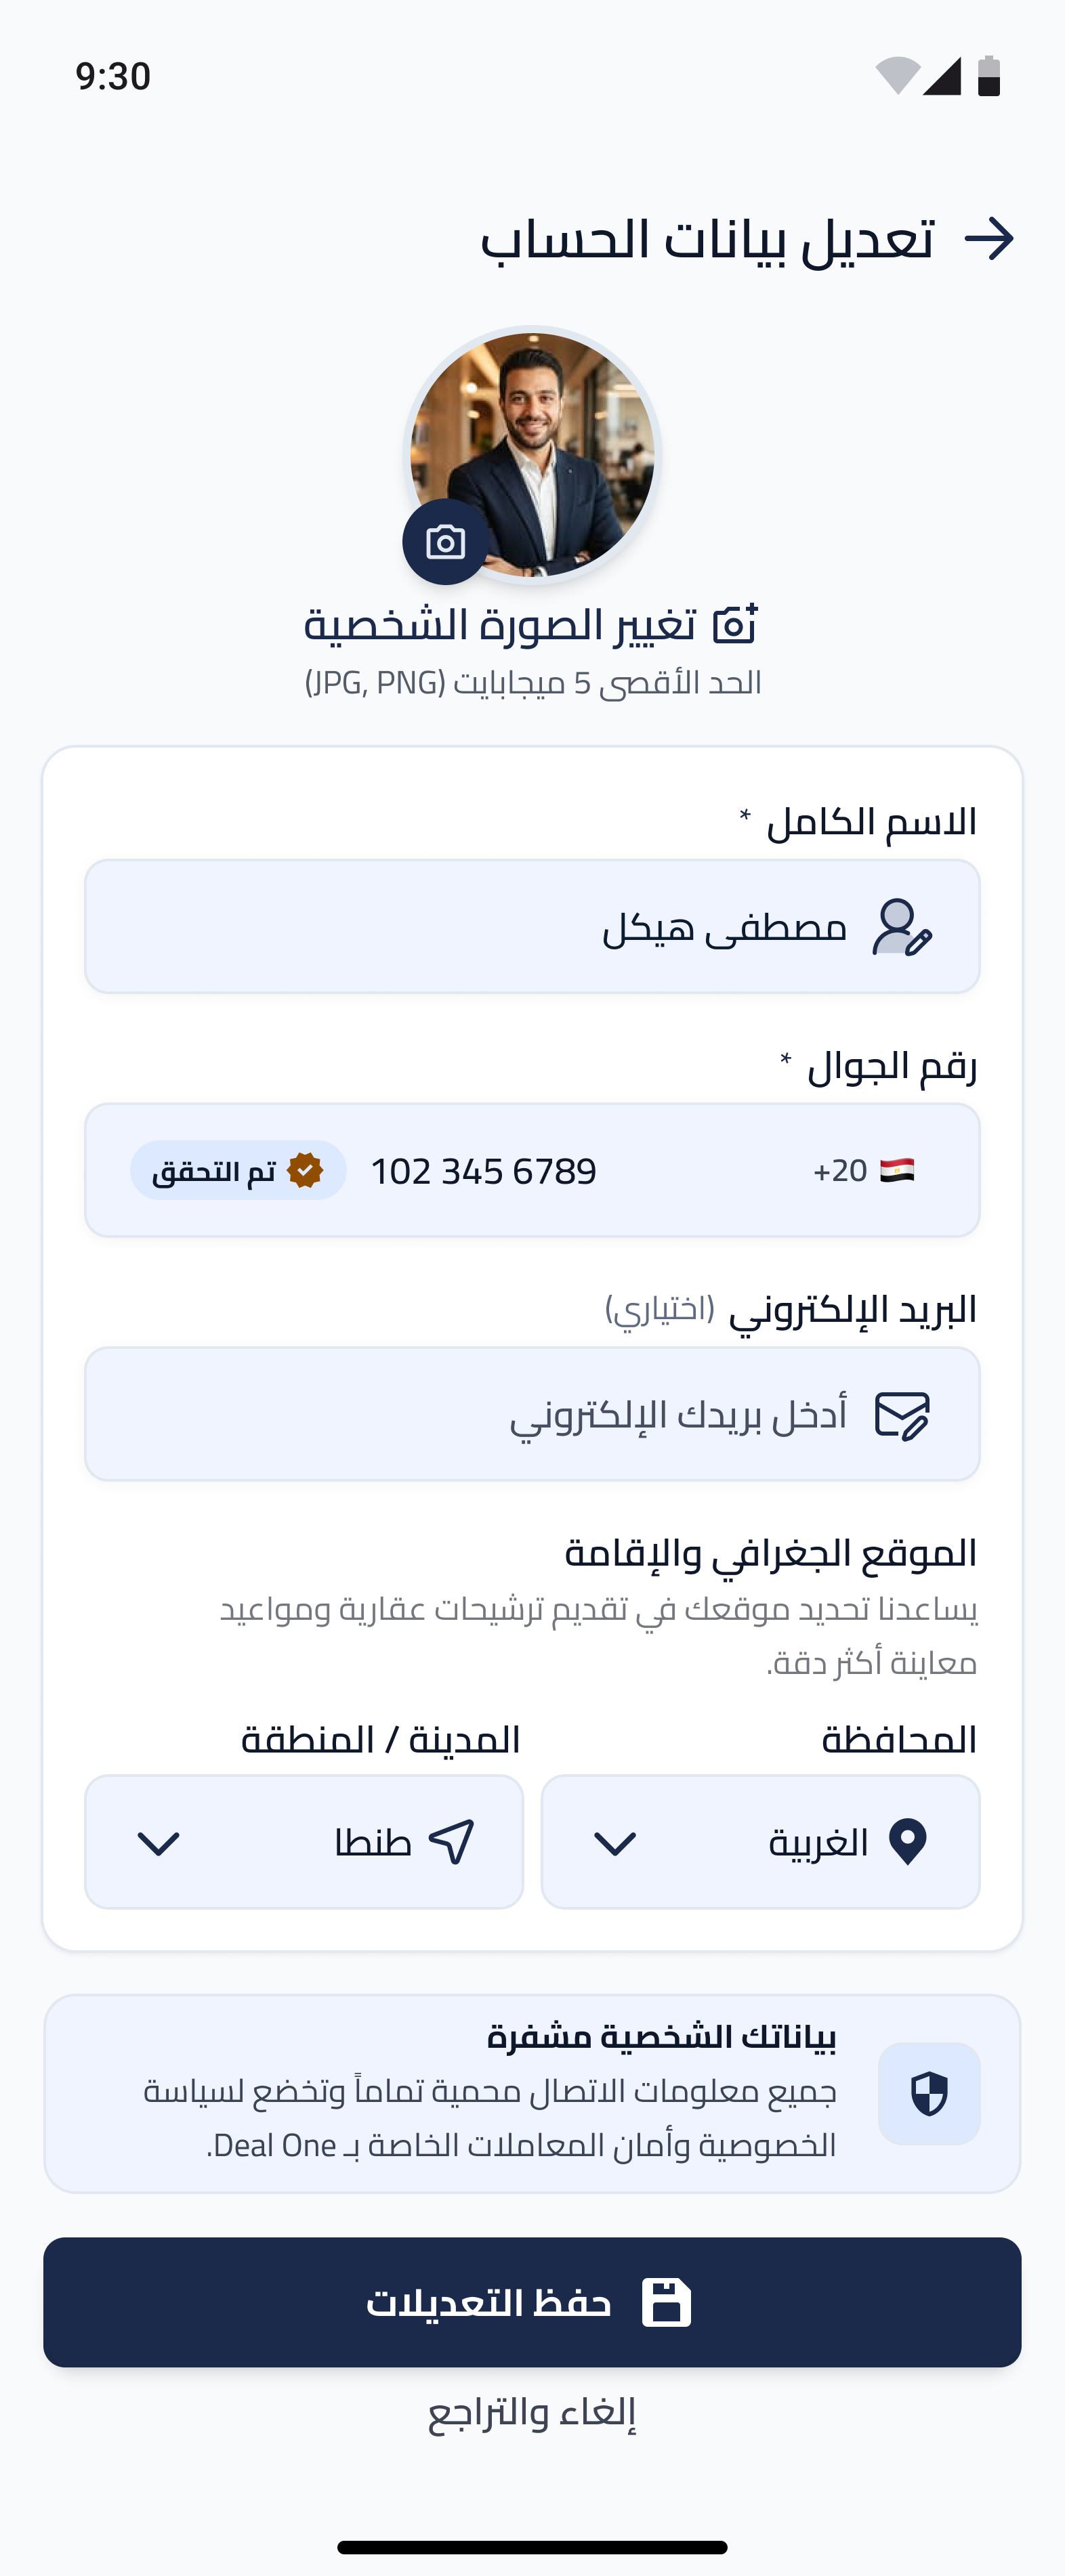 9:30
تعديل بيانات الحساب
تغيير الصورة الشخصية
الحد الأقصى 5 ميجابايت (JPG, PNG)
الاسم الكامل *
مصطفى هيكل
رقم الجوال *
+20 102 345 6789 تم التحقق
البريد الإلكتروني (اختياري)
أدخل بريدك الإلكتروني
الموقع الجغرافي والإقامة
يساعدنا تحديد موقعك في تقديم ترشيحات عقارية ومواعيد
معاينة أكثر دقة.
المحافظة المدينة / المنطقة
الغربية طنطا
بياناتك الشخصية مشفرة
جميع معلومات الاتصال محمية تماماً وتخضع لسياسة
الخصوصية وأمان المعاملات الخاصة بـ Deal One.
حفظ التعديلات
إلغاء والتراجع